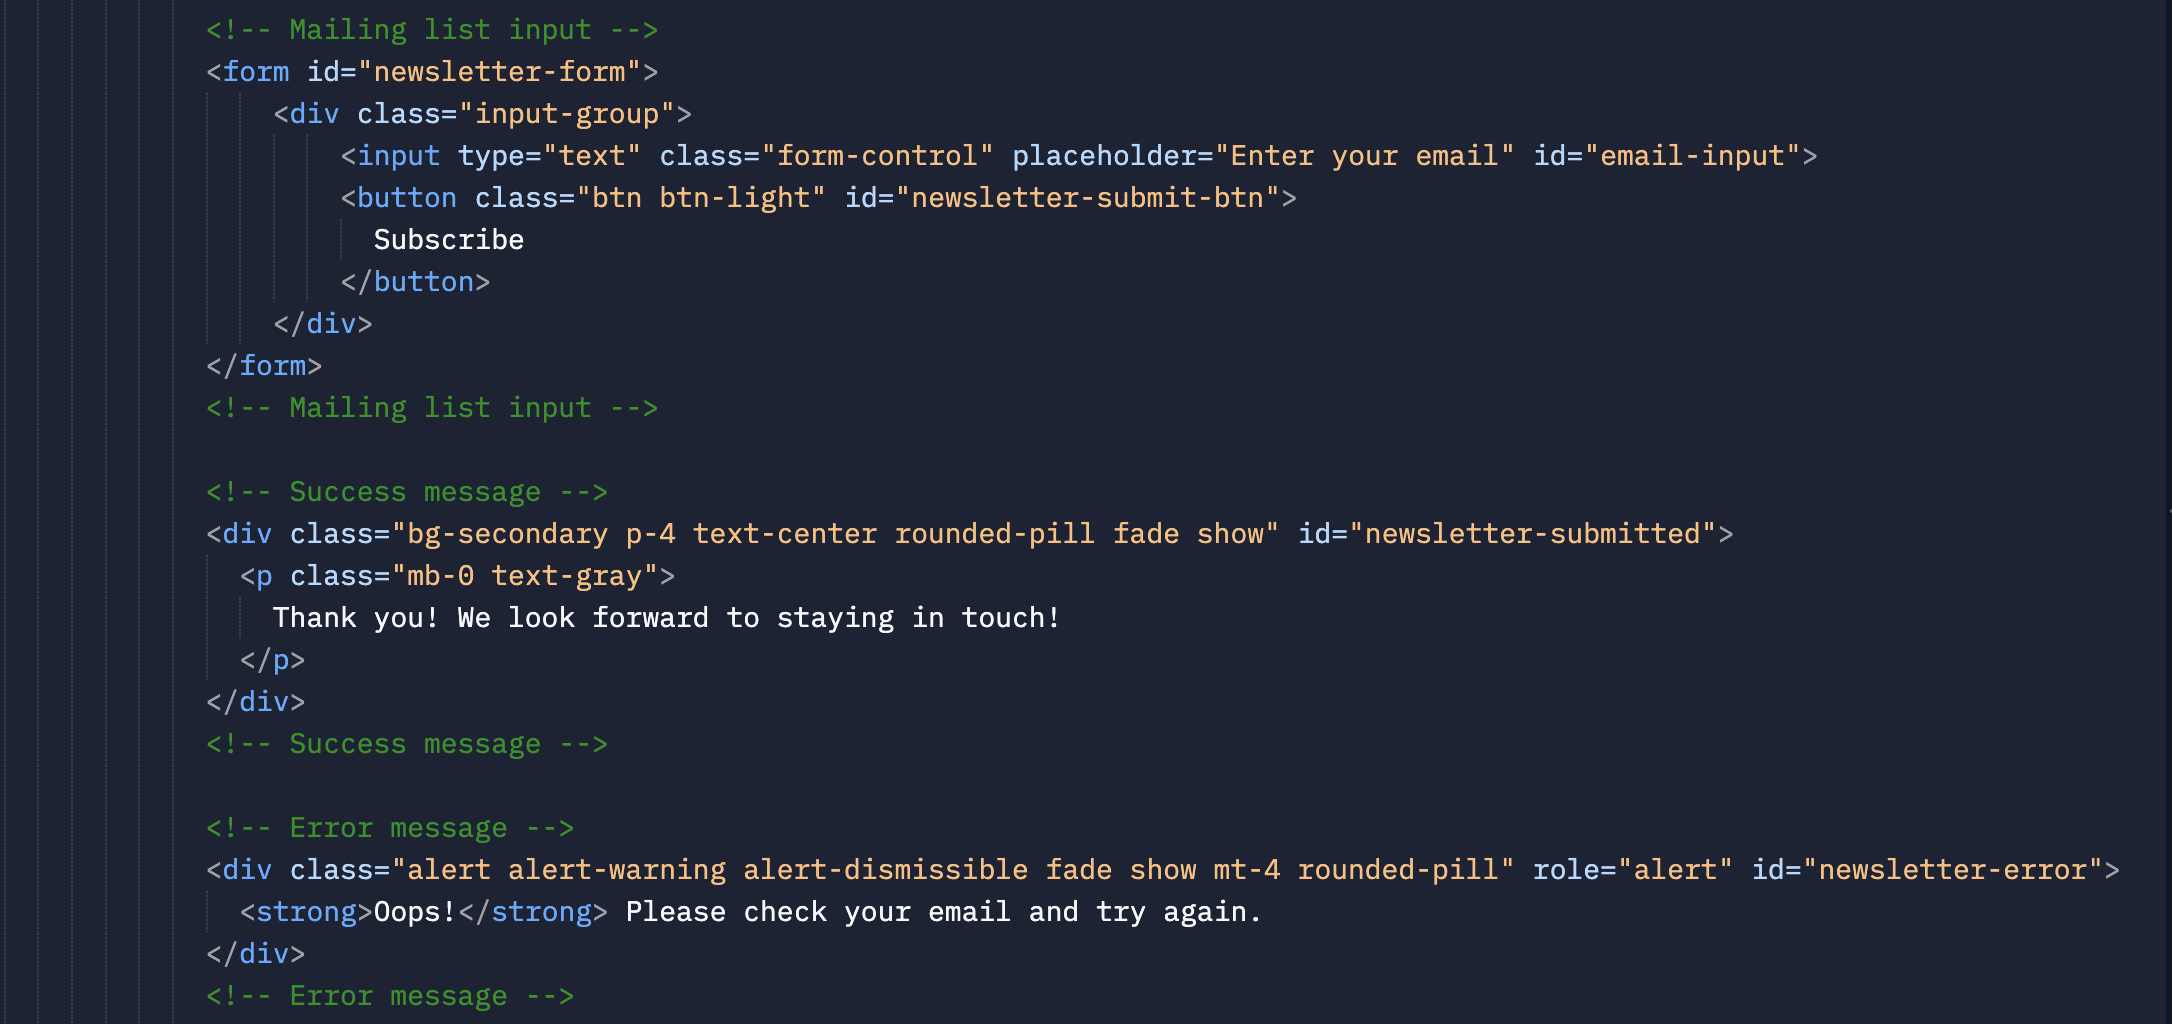 <!-- Mailing list input -->
<form id="newsletter-form">
<div class="input-group">
<input type="text" class="form-control" placeholder="Enter your email" id="email-input">
<button class="btn btn-light" id="newsletter-submit-btn">
Subscribe
</button>
</div>
</form>
<!-- Mailing list input -->
<!-- Success message -->
<div class="bg-secondary p-4 text-center rounded-pill fade show" id="newsletter-submitted">
<p class="mb-0 text-gray">
Thank you! We look forward to staying in touch!
</p>
</div>
<!-- Success message -->
<!-- Error message -->
<div class="alert alert-warning alert-dismissible fade show mt-4 rounded-pill" role="alert" id="newsletter-error">
<strong>Oops!</strong> Please check your email and try again.
</div>
<!-- Error message -->